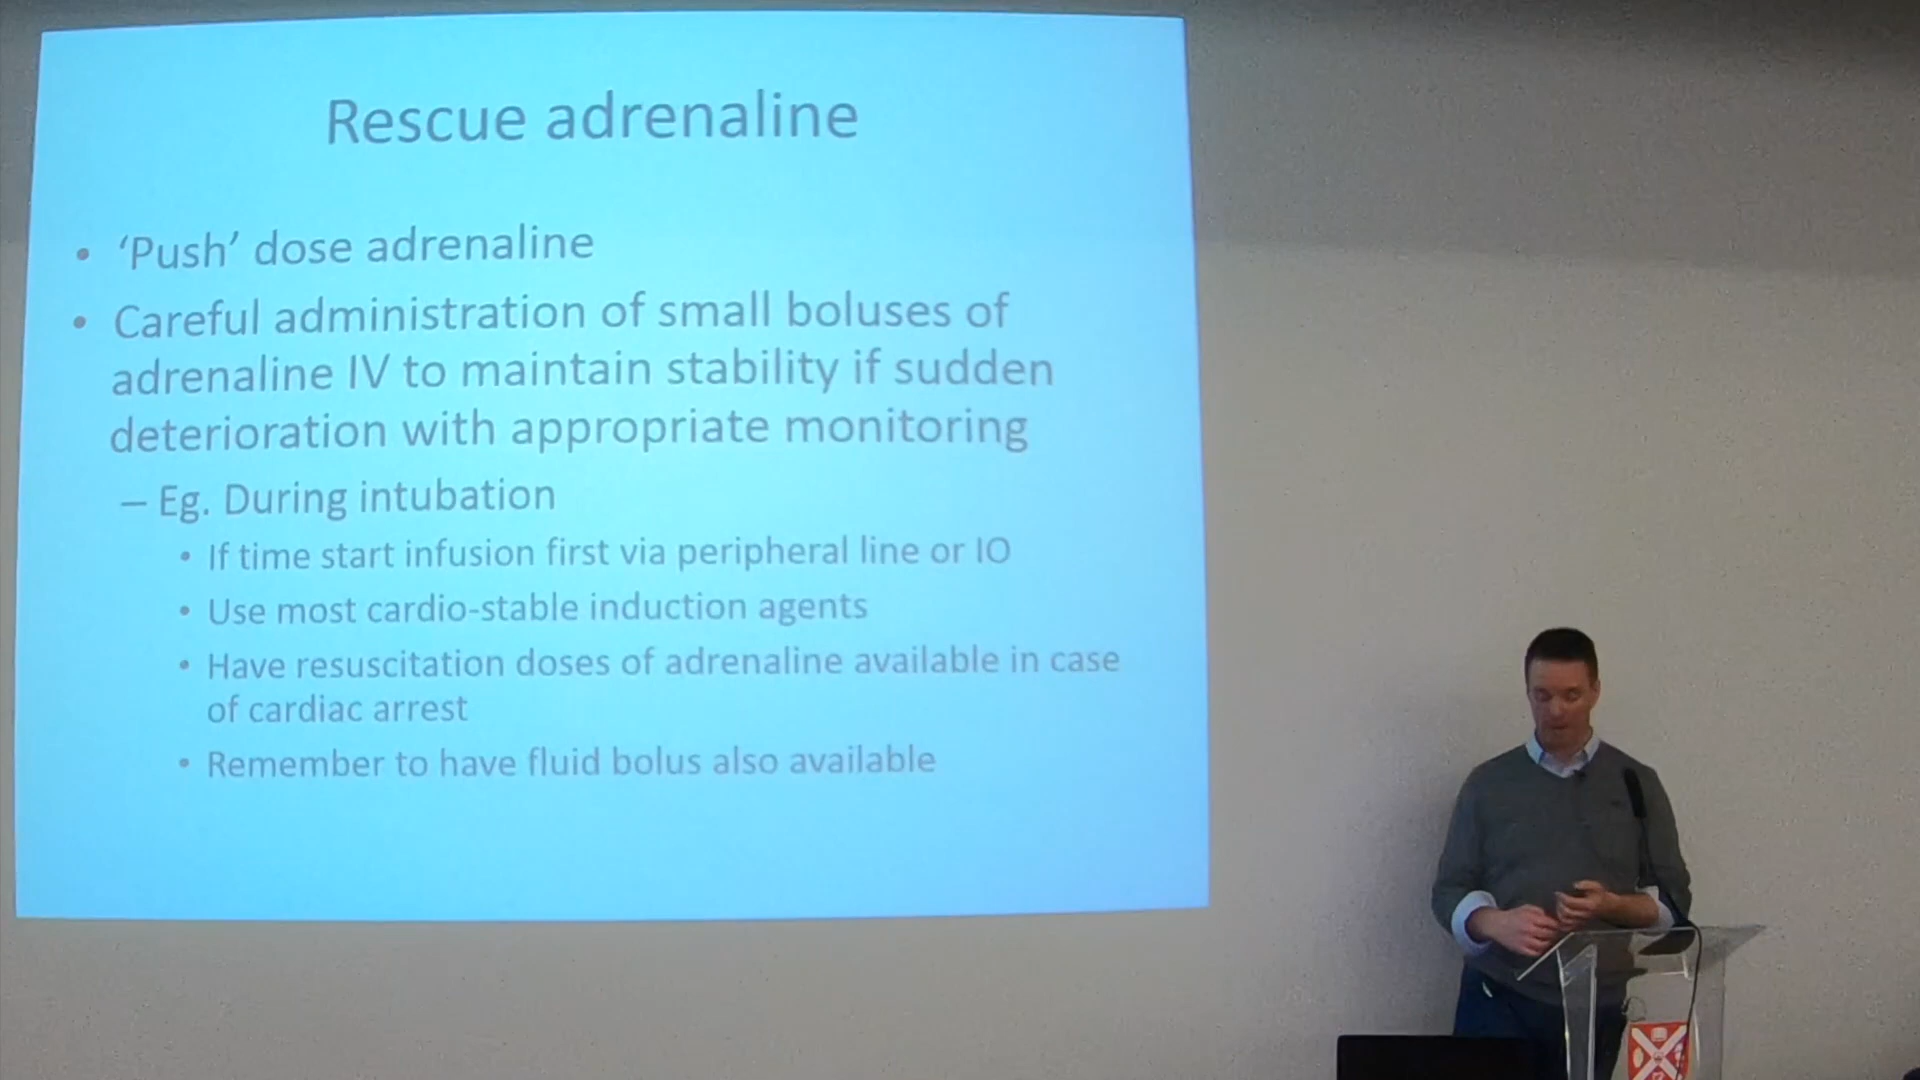 Rescue adrenaline
• ‘Push’ dose adrenaline
• Careful administration of small boluses of
adrenaline IV to maintain stability if sudden
deterioration with appropriate monitoring
– Eg. During intubation
• If time start infusion first via peripheral line or IO
• Use most cardio-stable induction agents
• Have resuscitation doses of adrenaline available in case
of cardiac arrest
• Remember to have fluid bolus also available